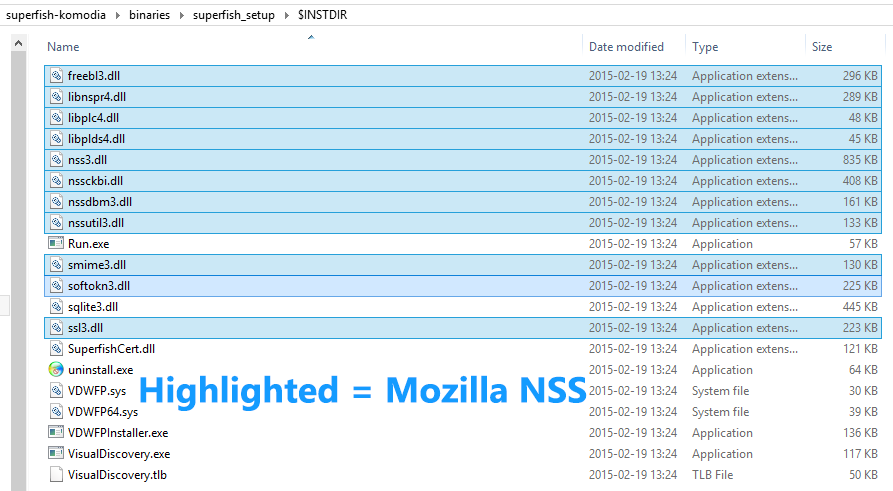 superfish-komodia binaries superfish_setup $INSTDIR
Name Date modified Type Size
freebl3.dll 2015-02-19 13:24 Application extens... 296 KB
libnspr4.dll 2015-02-19 13:24 Application extens... 289 KB
libplc4.dll 2015-02-19 13:24 Application extens... 48 KB
libplds4.dll 2015-02-19 13:24 Application extens... 45 KB
nss3.dll 2015-02-19 13:24 Application extens... 835 KB
nssckbi.dll 2015-02-19 13:24 Application extens... 408 KB
nssdbm3.dll 2015-02-19 13:24 Application extens... 161 KB
nssutil3.dll 2015-02-19 13:24 Application extens... 133 KB
Run.exe 2015-02-19 13:24 Application 57 KB
smime3.dll 2015-02-19 13:24 Application extens... 130 KB
softokn3.dll 2015-02-19 13:24 Application extens... 225 KB
sqlite3.dll 2015-02-19 13:24 Application extens... 445 KB
ssl3.dll 2015-02-19 13:24 Application extens... 223 KB
SuperfishCert.dll 2015-02-19 13:24 Application extens... 121 KB
uninstall.exe 2015-02-19 13:24 Application 64 KB
Highlighted = Mozilla NSS
VDWFP.sys 2015-02-19 13:24 System file 30 KB
VDWFP64.sys 2015-02-19 13:24 System file 39 KB
VDWFPInstaller.exe 2015-02-19 13:24 Application 136 KB
VisualDiscovery.exe 2015-02-19 13:24 Application 117 KB
VisualDiscovery.tlb 2015-02-19 13:24 TLB File 50 KB